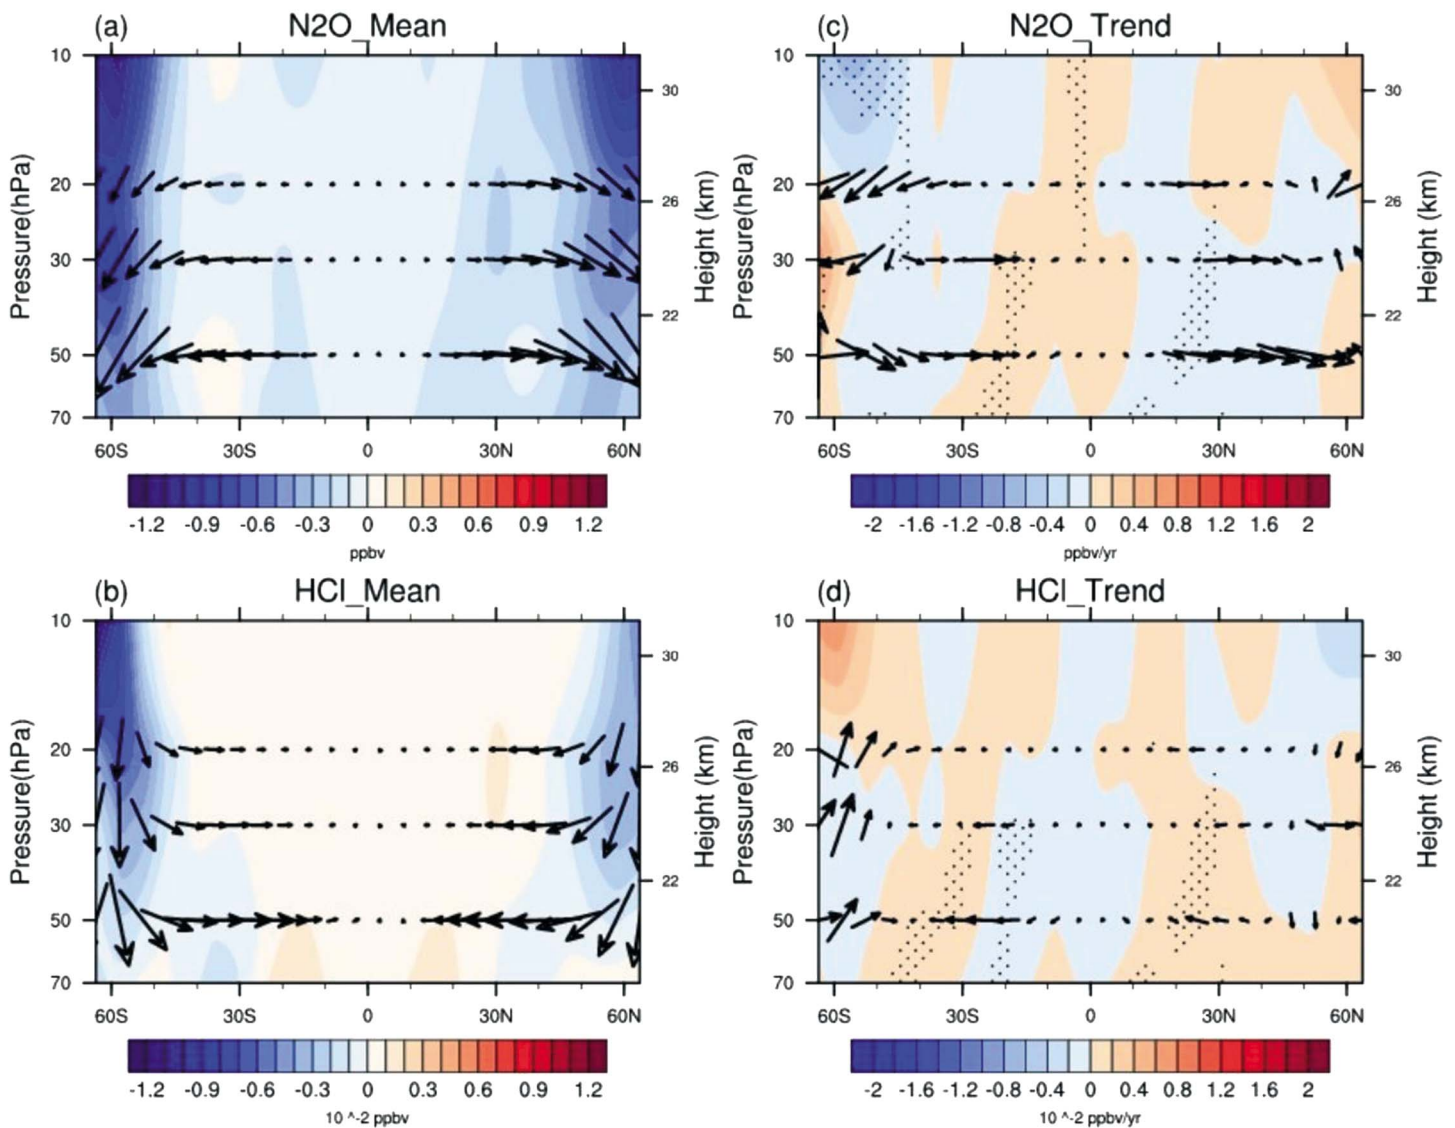 (a) N2O_Mean
10
20
30
50
70
Pressure(hPa)
30
26
22
Height (km)
60S 30S 0 30N 60N
-1.2 -0.9 -0.6 -0.3 0 0.3 0.6 0.9 1.2
ppbv
(c) N2O_Trend
10
20
30
50
70
Pressure(hPa)
30
26
22
Height (km)
60S 30S 0 30N 60N
-2 -1.6 -1.2 -0.8 -0.4 0 0.4 0.8 1.2 1.6 2
ppbv/yr
(b) HCl_Mean
10
20
30
50
70
Pressure(hPa)
30
26
22
Height (km)
60S 30S 0 30N 60N
-1.2 -0.9 -0.6 -0.3 0 0.3 0.6 0.9 1.2
10 ^-2 ppbv
(d) HCl_Trend
10
20
30
50
70
Pressure(hPa)
30
26
22
Height (km)
60S 30S 0 30N 60N
-2 -1.6 -1.2 -0.8 -0.4 0 0.4 0.8 1.2 1.6 2
10 ^-2 ppbv/yr